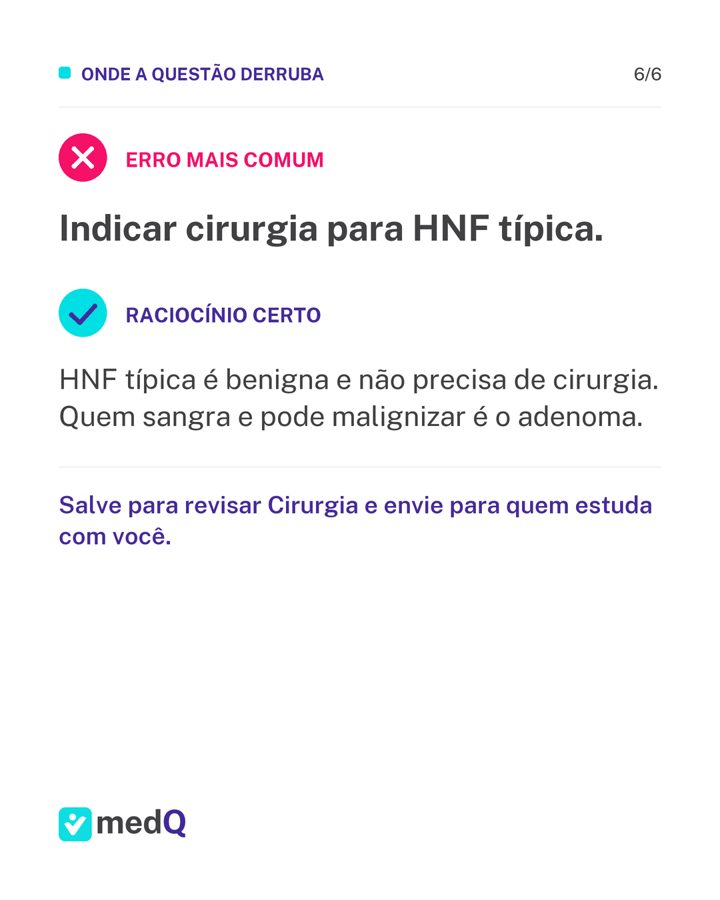 ONDE A QUESTÃO DERRUBA
6/6
ERRO MAIS COMUM
Indicar cirurgia para HNF típica.
RACIOCÍNIO CERTO
HNF típica é benigna e não precisa de cirurgia.
Quem sangra e pode malignizar é o adenoma.
Salve para revisar Cirurgia e envie para quem estuda
com você.
medQ